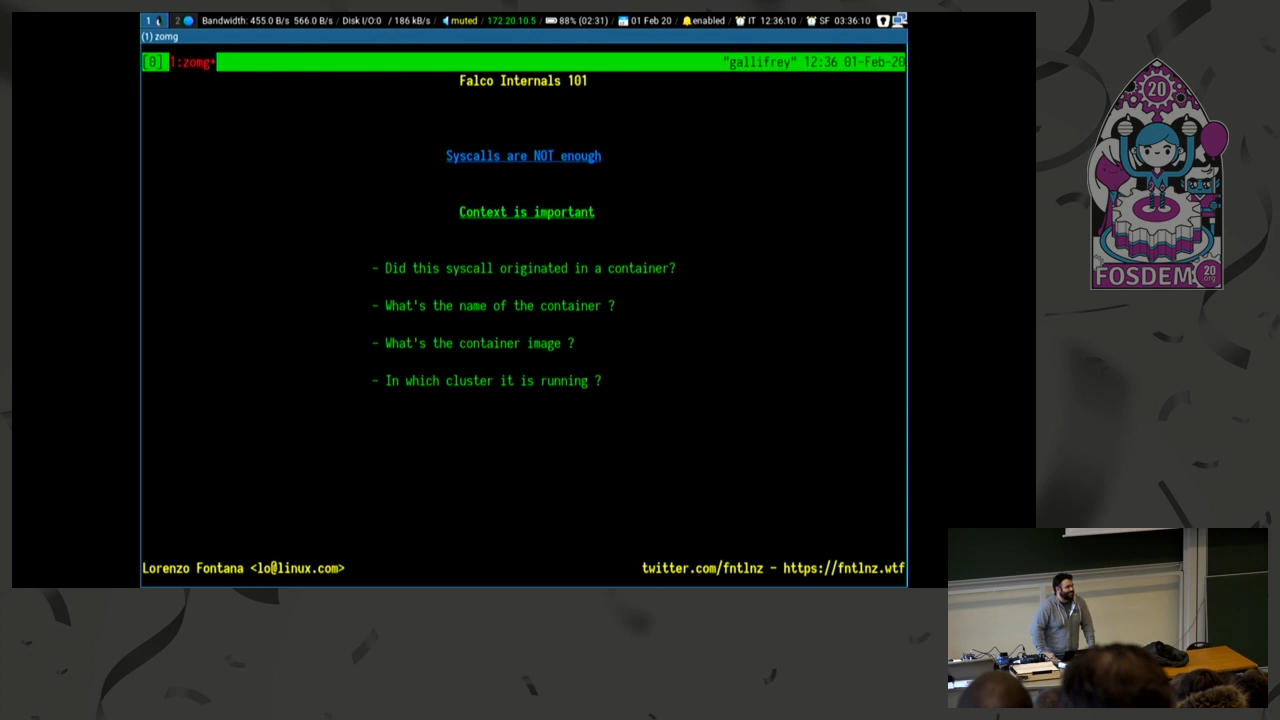 1 2 Bandwidth: 455.0 B/s 566.0 B/s / Disk I/O:0 / 186 kB/s / muted / 172.20.10.5 / 88% (02:31) / 01 Feb 20 / enabled / IT 12:36:10 / SF 03:36:10
(1) zomg
[0] 1:zomg* "gallifrey" 12:36 01-Feb-20
Falco Internals 101
Syscalls are NOT enough
Context is important
- Did this syscall originated in a container?
- What's the name of the container ?
- What's the container image ?
- In which cluster it is running ?
Lorenzo Fontana <lo@linux.com> twitter.com/fntlnz - https://fntlnz.wtf
20
FOSDEM 20
.org